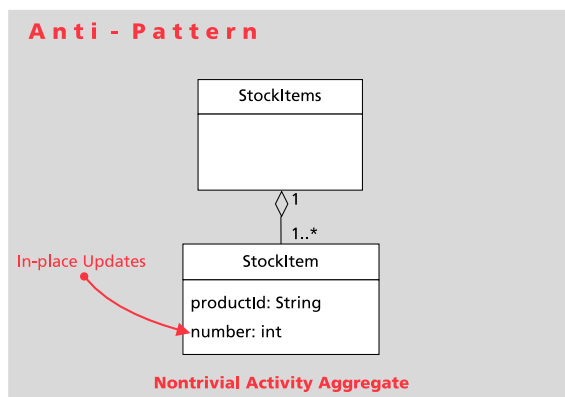 Anti-Pattern
StockItems
1
1..*
In-place Updates
StockItem
productId: String
number: int
Nontrivial Activity Aggregate